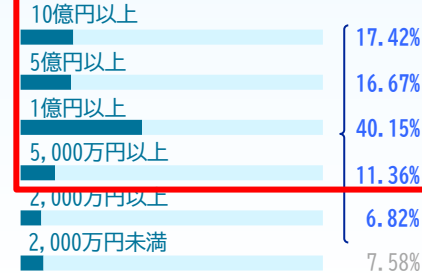 10億円以上
17.42%
5億円以上
16.67%
1億円以上
40.15%
5,000万円以上
11.36%
2,000万円以上
6.82%
2,000万円未満
7.58%